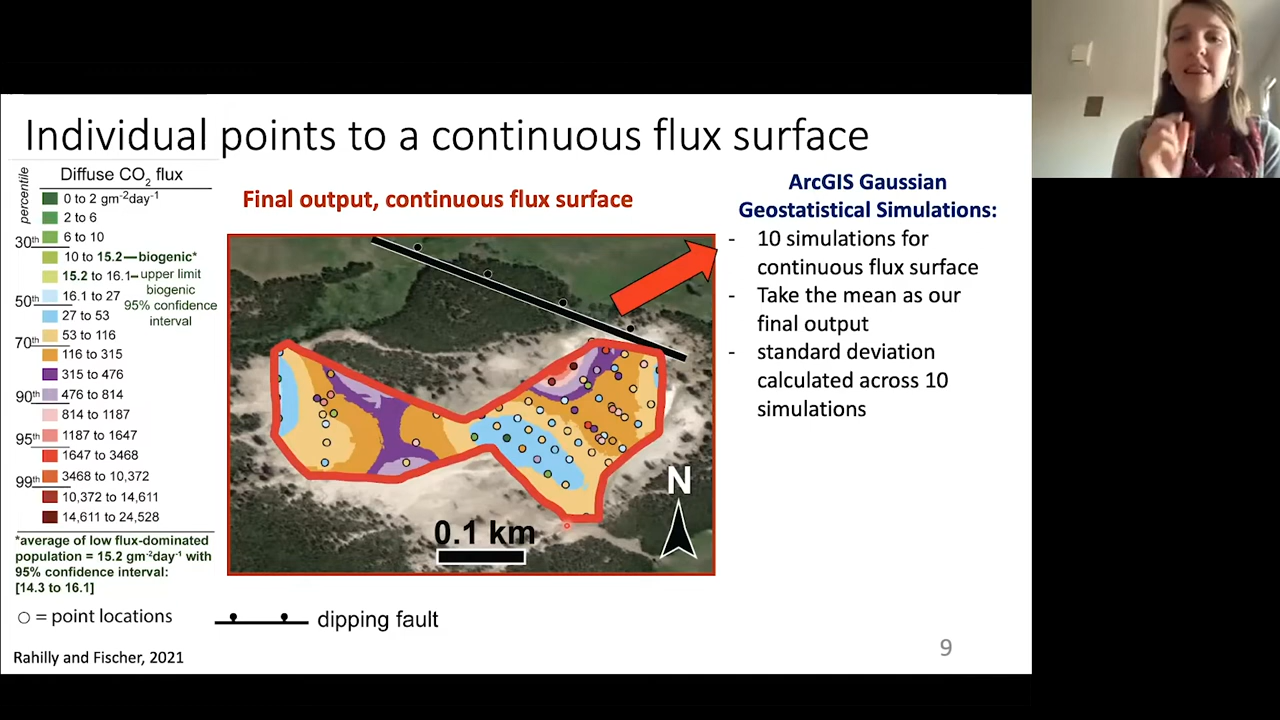 Individual points to a continuous flux surface
percentile
Diffuse CO2 flux
0 to 2 gm-2day-1
2 to 6
6 to 10
30th
10 to 15.2 biogenic*
15.2 to 16.1 upper limit
biogenic
95% confidence
interval
16.1 to 27
50th
27 to 53
53 to 116
70th
116 to 315
315 to 476
90th
476 to 814
814 to 1187
95th
1187 to 1647
1647 to 3468
99th
3468 to 10,372
10,372 to 14,611
14,611 to 24,528
*average of low flux-dominated
population = 15.2 gm-2day-1 with
95% confidence interval:
[14.3 to 16.1]
= point locations
dipping fault
Rahilly and Fischer, 2021
Final output, continuous flux surface
N
0.1 km
ArcGIS Gaussian
Geostatistical Simulations:
- 10 simulations for
continuous flux surface
- Take the mean as our
final output
- standard deviation
calculated across 10
simulations
9